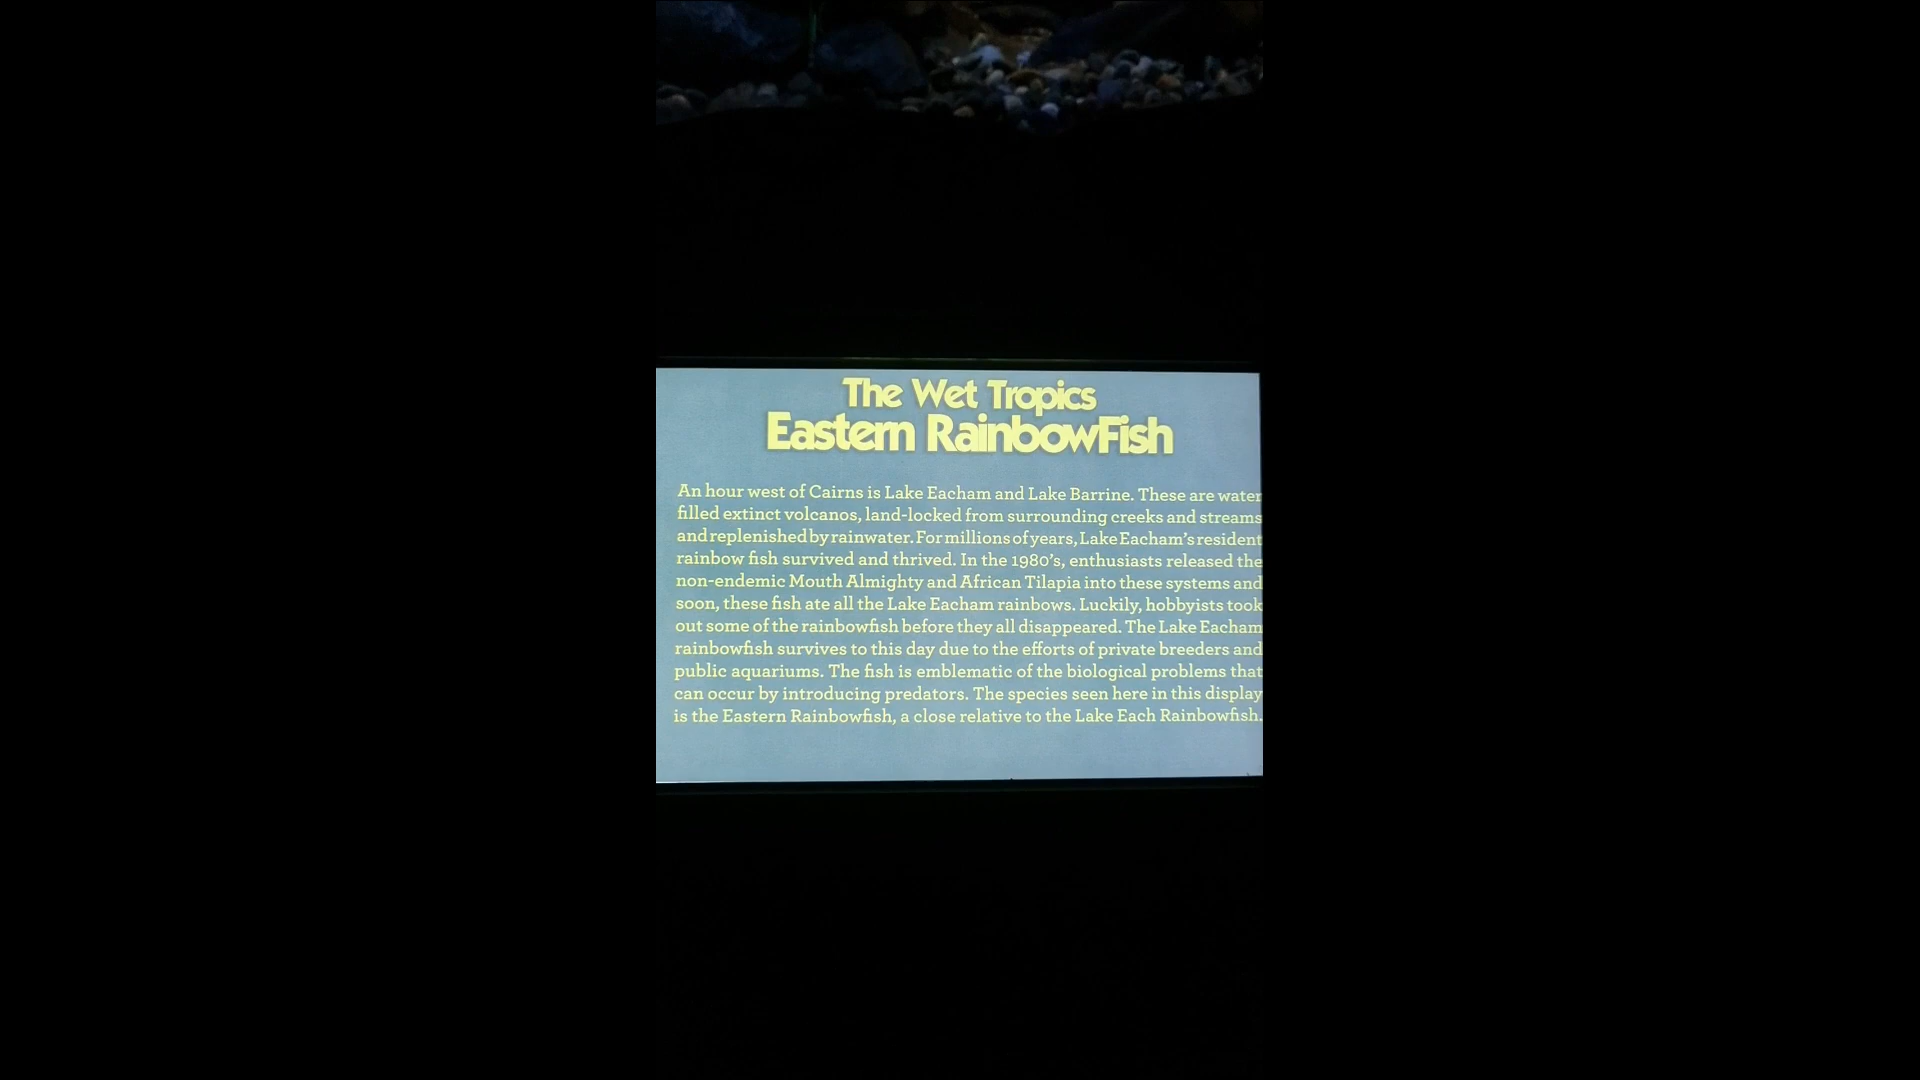 The Wet Tropics
Eastern RainbowFish
An hour west of Cairns is Lake Eacham and Lake Barrine. These are water
filled extinct volcanos, land-locked from surrounding creeks and streams
and replenished by rainwater. For millions of years, Lake Eacham's resident
rainbow fish survived and thrived. In the 1980's, enthusiasts released the
non-endemic Mouth Almighty and African Tilapia into these systems and
soon, these fish ate all the Lake Eacham rainbows. Luckily, hobbyists took
out some of the rainbowfish before they all disappeared. The Lake Eacham
rainbowfish survives to this day due to the efforts of private breeders and
public aquariums. The fish is emblematic of the biological problems that
can occur by introducing predators. The species seen here in this display
is the Eastern Rainbowfish, a close relative to the Lake Each Rainbowfish.